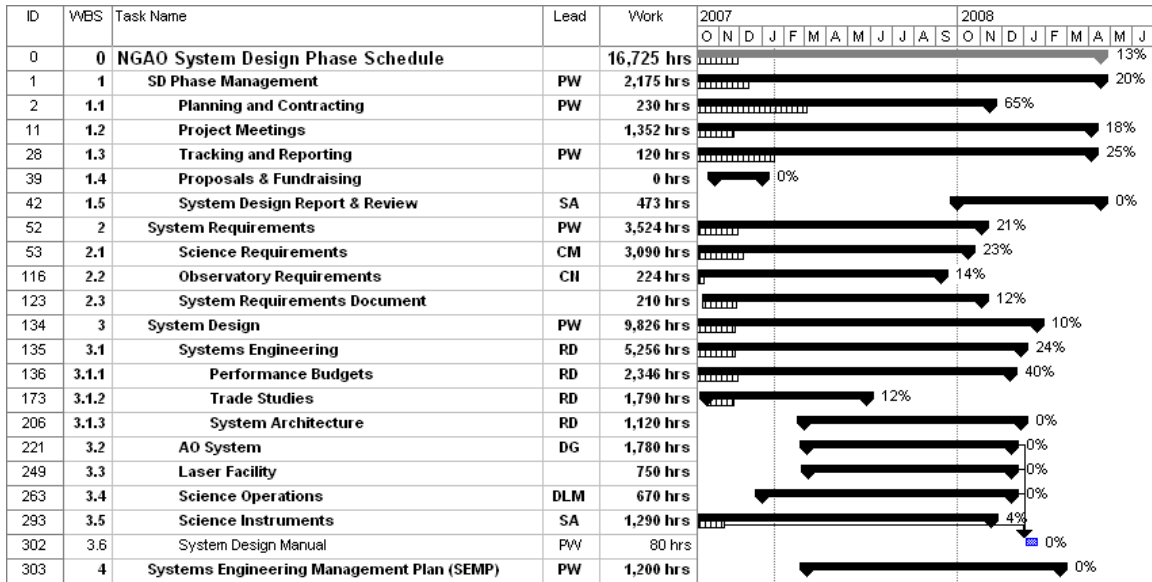 ID WBS Task Name Lead Work 2007 2008
O N D J F M A M J J A S O N D J F M A M J
0 0 NGAO System Design Phase Schedule 16,725 hrs 13%
1 1 SD Phase Management PW 2,175 hrs 20%
2 1.1 Planning and Contracting PW 230 hrs 65%
11 1.2 Project Meetings 1,352 hrs 18%
28 1.3 Tracking and Reporting PW 120 hrs 25%
39 1.4 Proposals & Fundraising 0 hrs 0%
42 1.5 System Design Report & Review SA 473 hrs 0%
52 2 System Requirements PW 3,524 hrs 21%
53 2.1 Science Requirements CM 3,090 hrs 23%
116 2.2 Observatory Requirements CN 224 hrs 14%
123 2.3 System Requirements Document 210 hrs 12%
134 3 System Design PW 9,826 hrs 10%
135 3.1 Systems Engineering RD 5,256 hrs 24%
136 3.1.1 Performance Budgets RD 2,346 hrs 40%
173 3.1.2 Trade Studies RD 1,790 hrs 12%
206 3.1.3 System Architecture RD 1,120 hrs 0%
221 3.2 AO System DG 1,780 hrs 0%
249 3.3 Laser Facility 750 hrs 0%
263 3.4 Science Operations DLM 670 hrs 0%
293 3.5 Science Instruments SA 1,290 hrs 4%
302 3.6 System Design Manual PW 80 hrs 0%
303 4 Systems Engineering Management Plan (SEMP) PW 1,200 hrs 0%